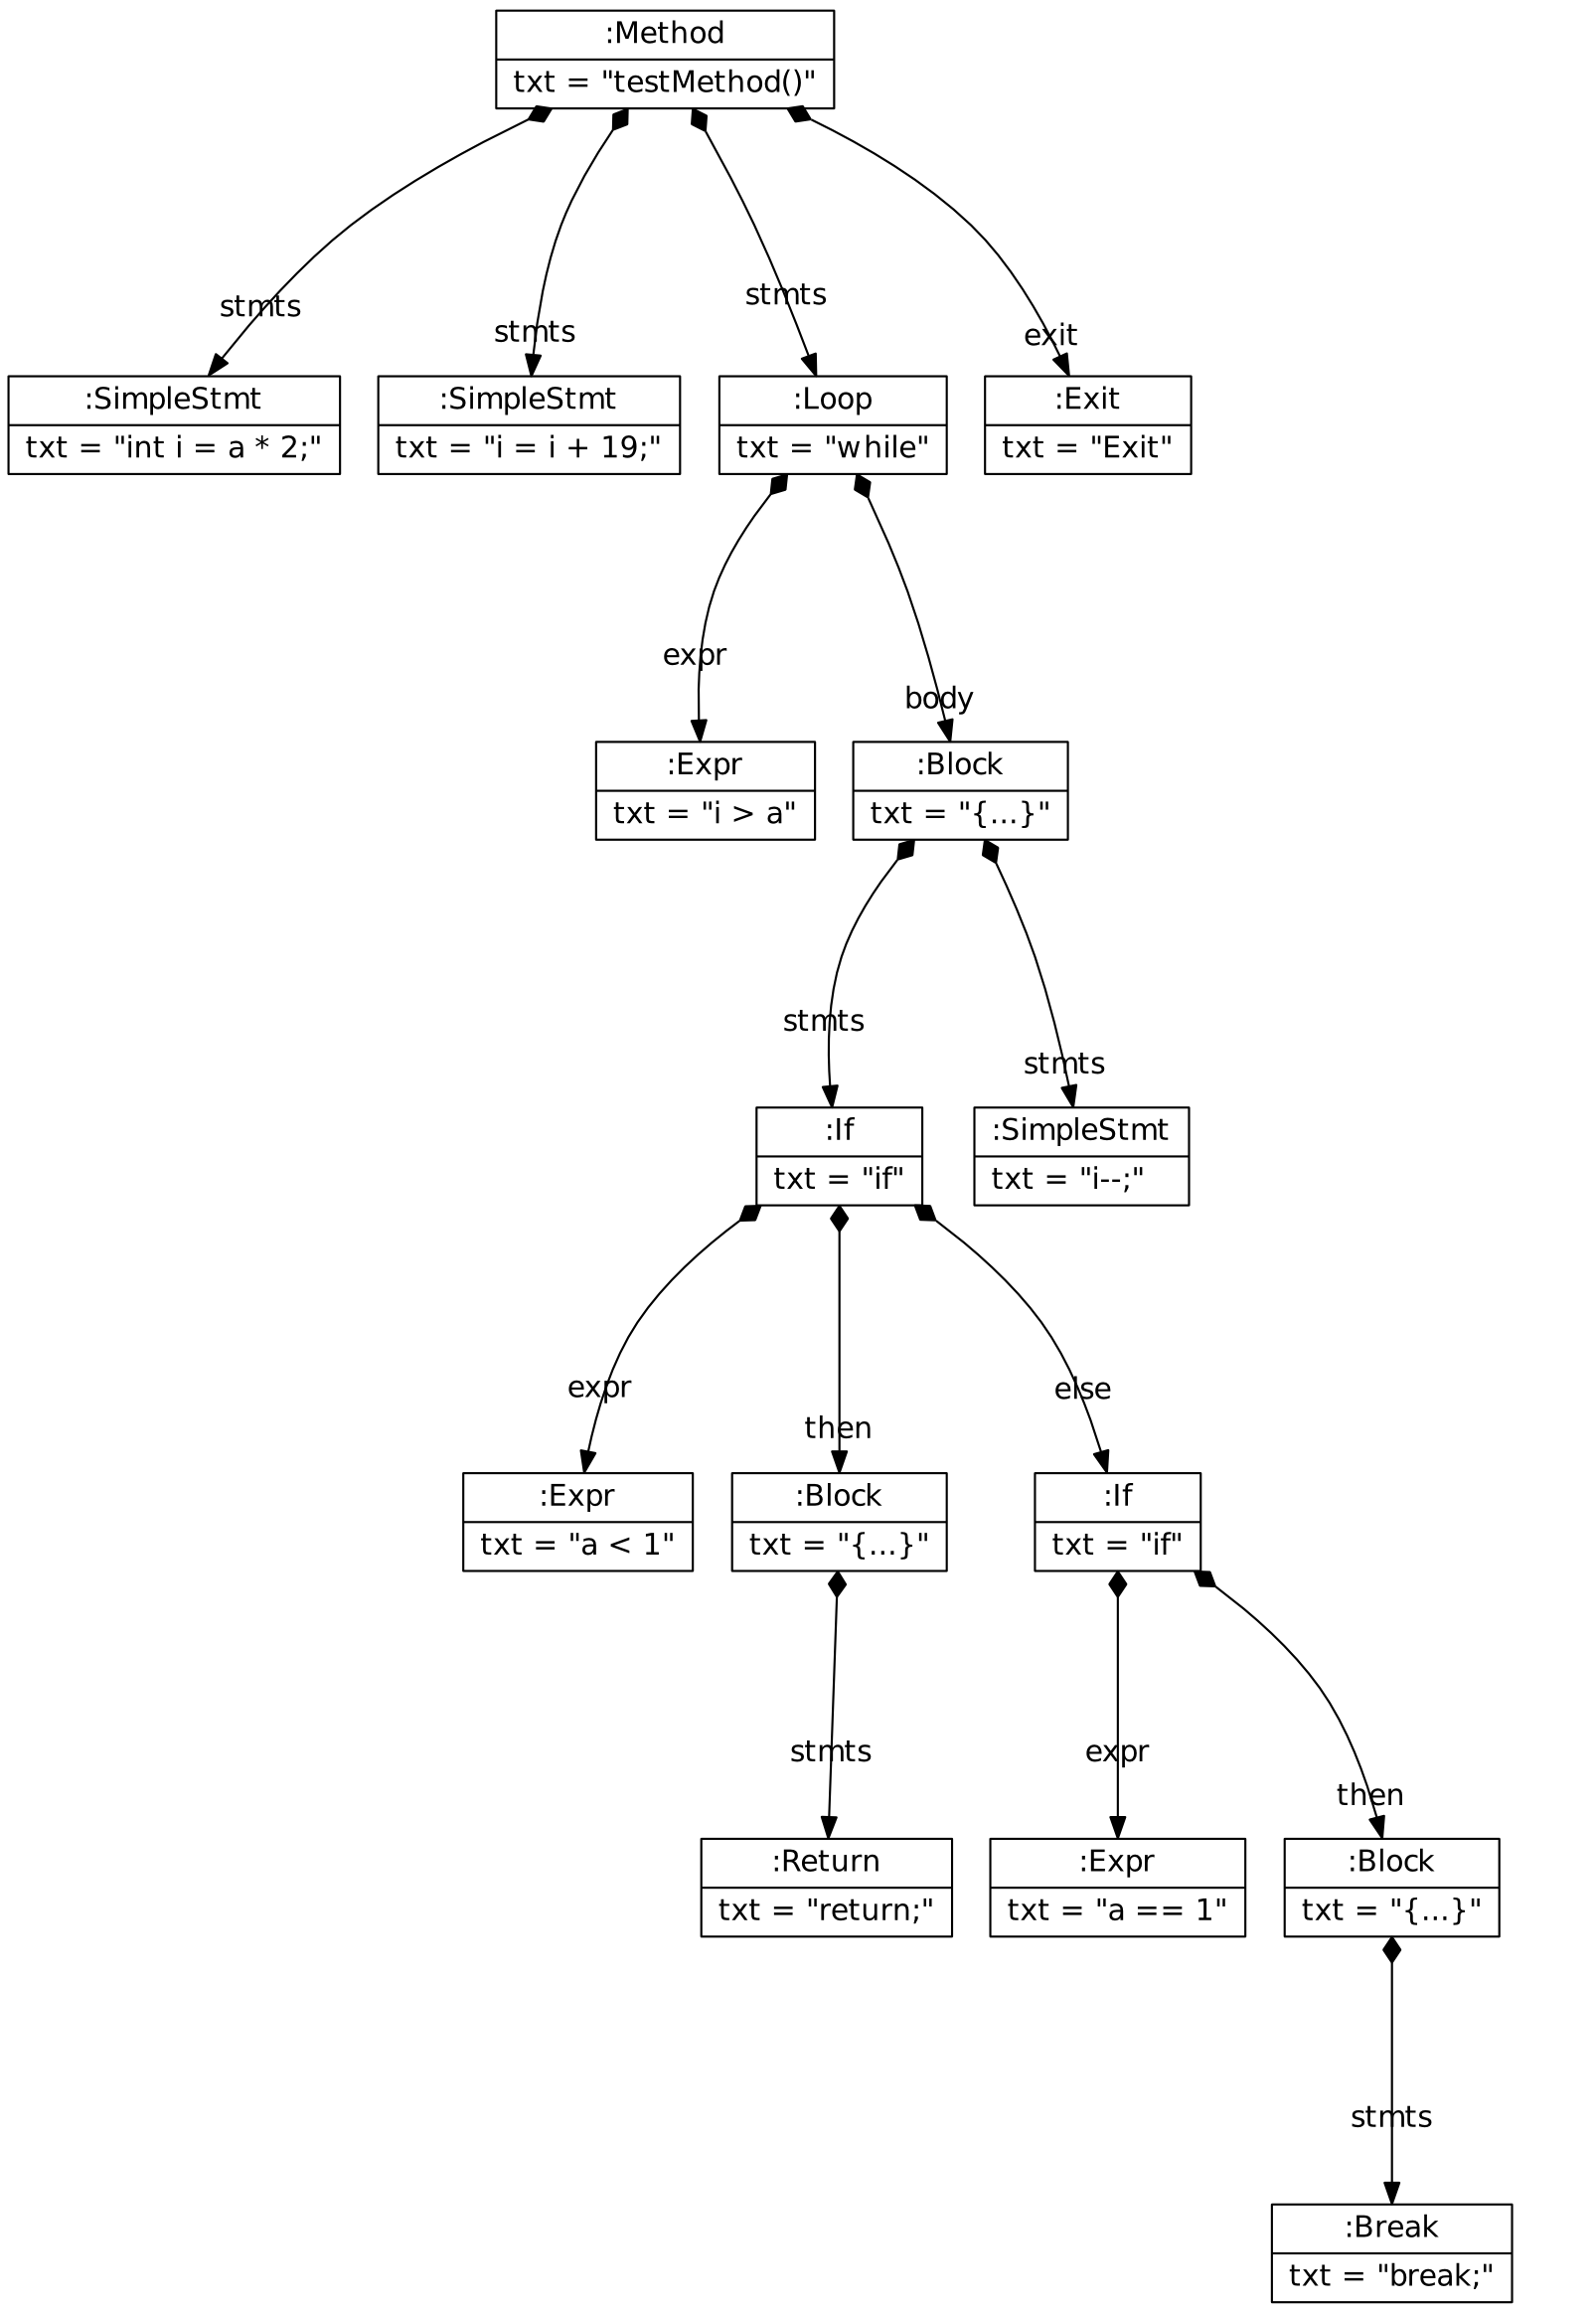 :Method
txt = "testMethod()"
stmts
stmts
stmts
exit
:SimpleStmt
txt = "int i = a * 2;"
:SimpleStmt
txt = "i = i + 19;"
:Loop
txt = "while"
:Exit
txt = "Exit"
expr
body
:Expr
txt = "i > a"
:Block
txt = "{...}"
stmts
stmts
:If
txt = "if"
:SimpleStmt
txt = "i--;"
expr
then
else
:Expr
txt = "a < 1"
:Block
txt = "{...}"
:If
txt = "if"
stmts
expr
then
:Return
txt = "return;"
:Expr
txt = "a == 1"
:Block
txt = "{...}"
stmts
:Break
txt = "break;"